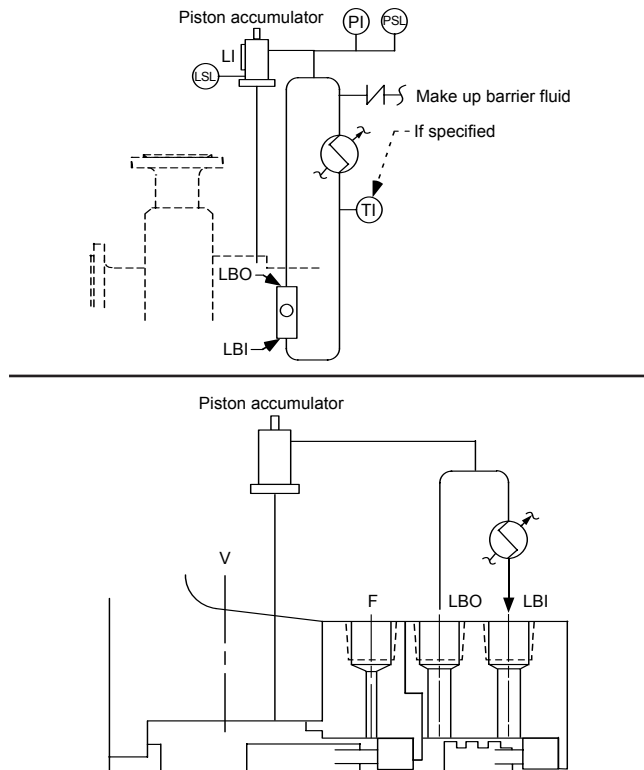 Piston accumulator
PI
PSL
LI
LSL
Make up barrier fluid
If specified
TI
LBO
LBI
Piston accumulator
V
F
LBO
LBI